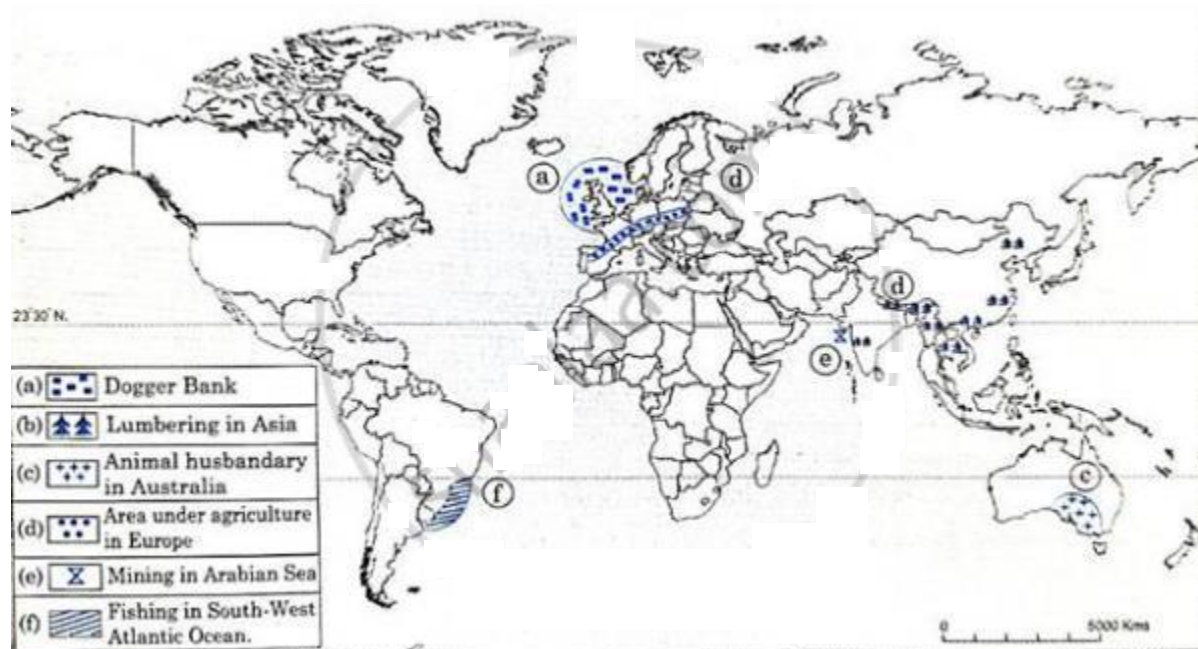 (a)
(d)
(d)
23°30' N.
(e)
(c)
(f)
(a) Dogger Bank
(b) Lumbering in Asia
(c) Animal husbandary
in Australia
(d) Area under agriculture
in Europe
(e) Mining in Arabian Sea
(f) Fishing in South-West
Atlantic Ocean.
0 5000 Kms